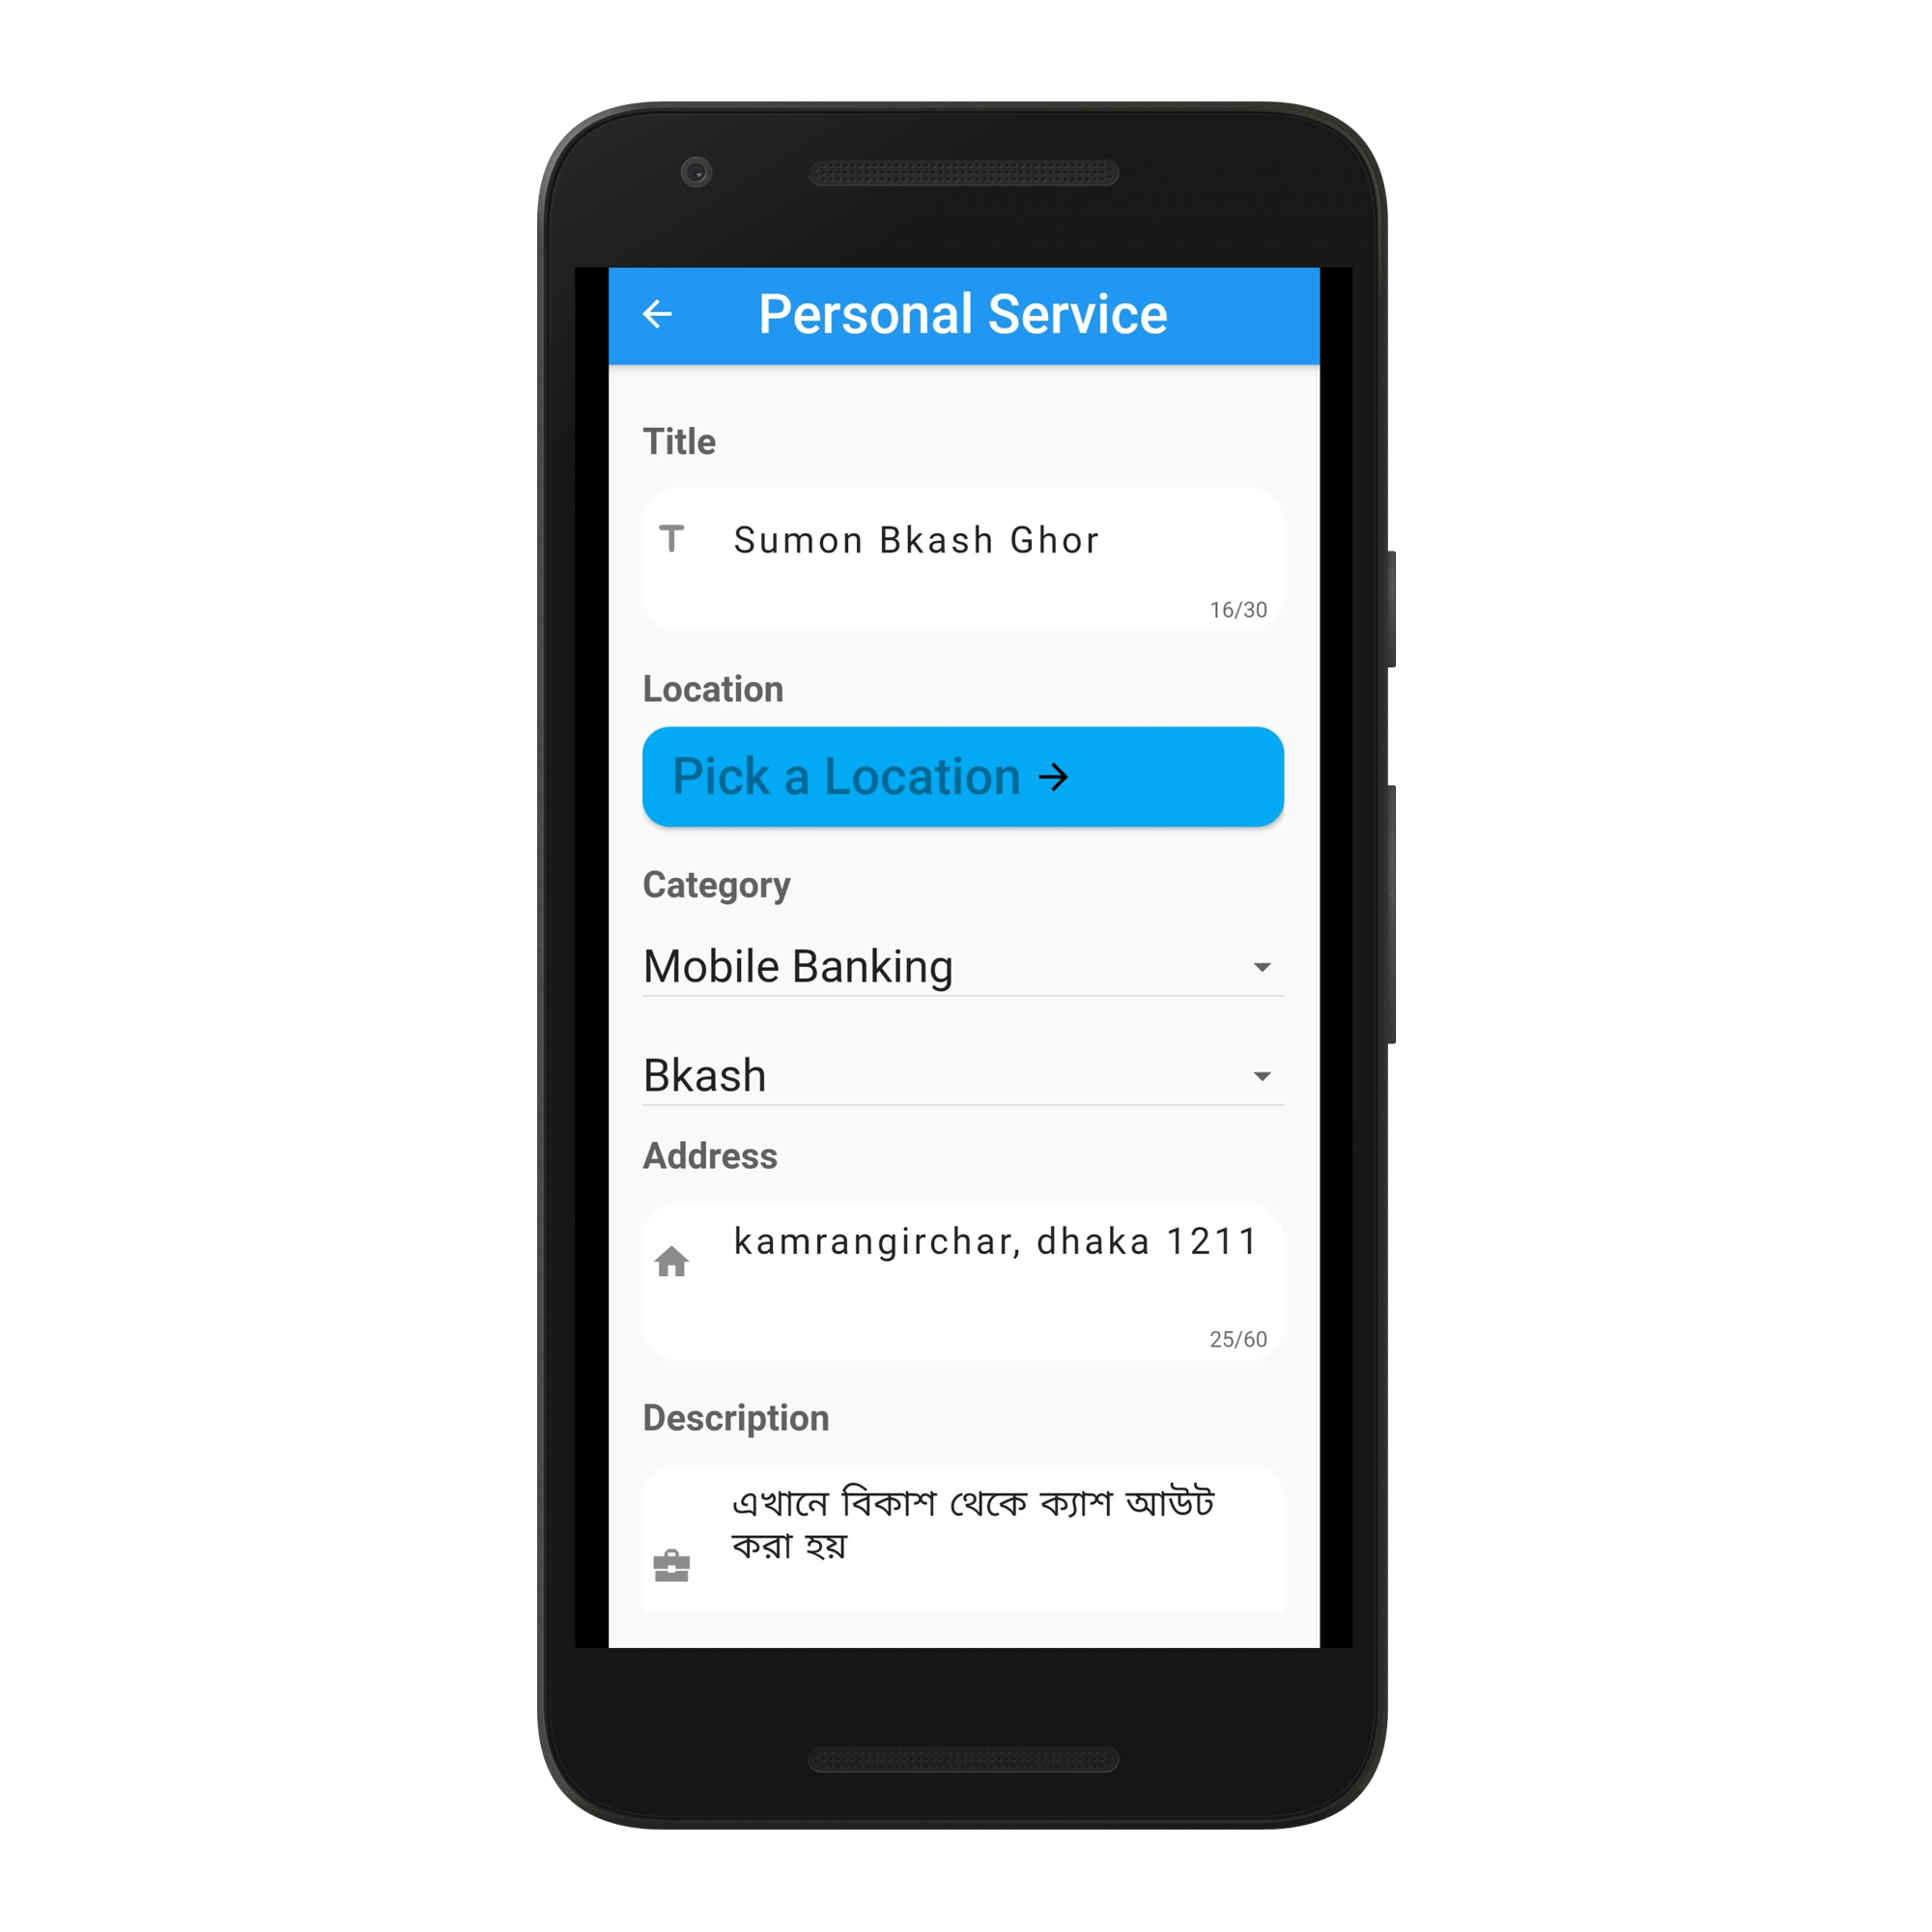 Personal Service
Title
Sumon Bkash Ghor
16/30
Location
Pick a Location
Category
Mobile Banking
Bkash
Address
kamrangirchar, dhaka 1211
25/60
Description
এখানে বিকাশ থেকে ক্যাশ আউট
করা হয়